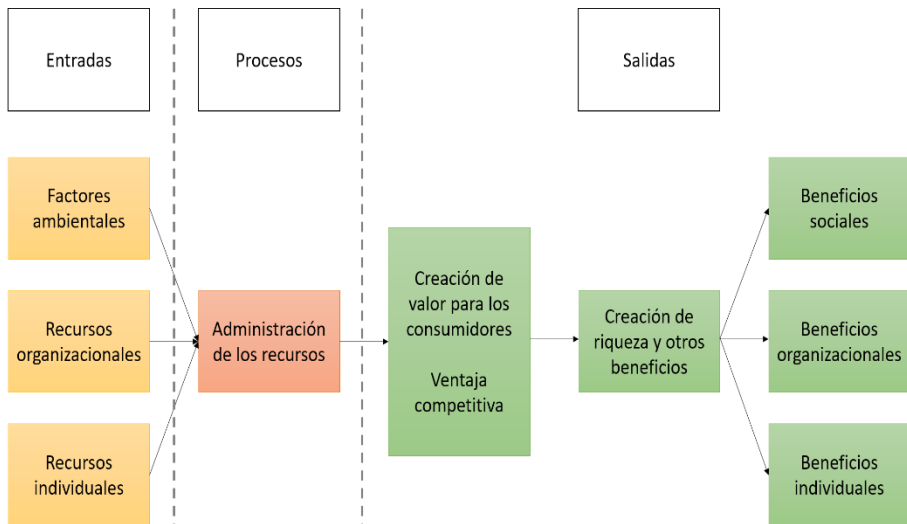 Entradas
Procesos
Salidas
Factores
ambientales
Recursos
organizacionales
Recursos
individuales
Administración
de los recursos
Creación de
valor para los
consumidores
Ventaja
competitiva
Creación de
riqueza y otros
beneficios
Beneficios
sociales
Beneficios
organizacionales
Beneficios
individuales